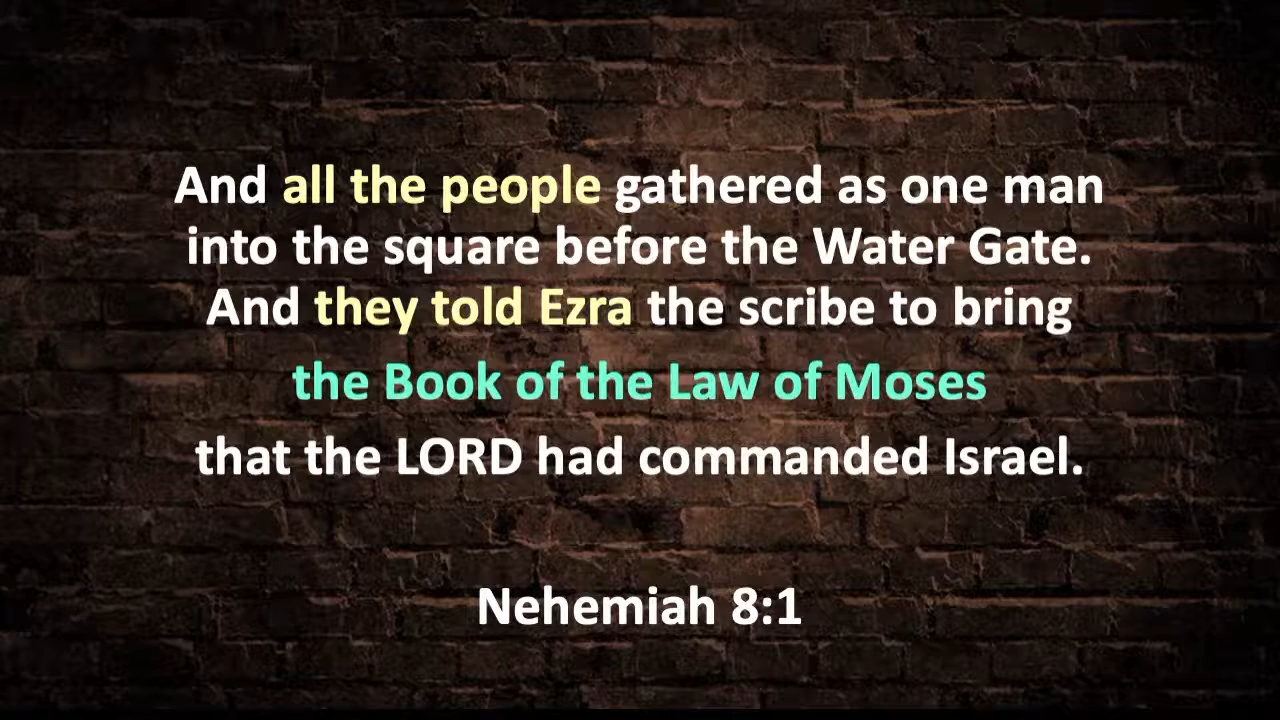 And all the people gathered as one man
into the square before the Water Gate.
And they told Ezra the scribe to bring
the Book of the Law of Moses
that the LORD had commanded Israel.
Nehemiah 8:1